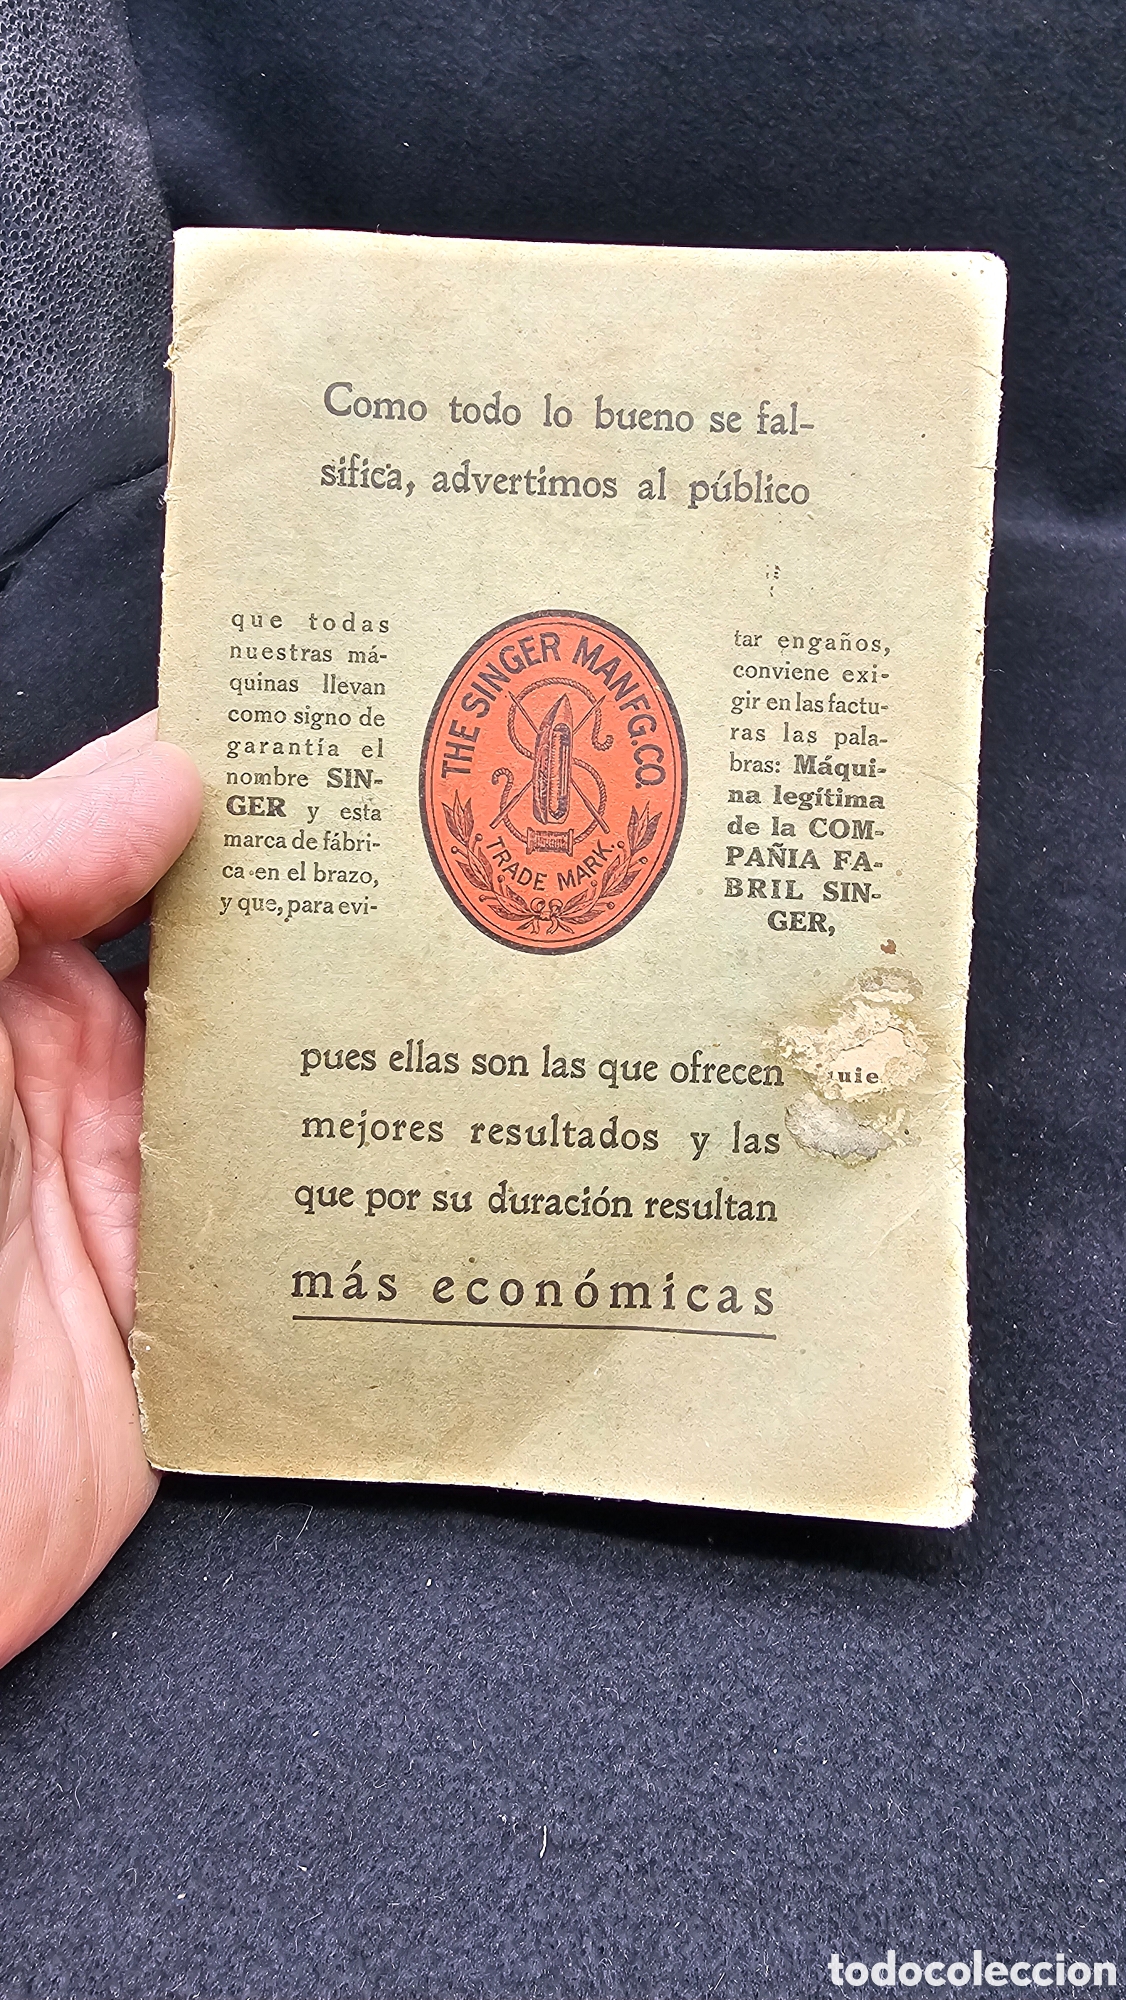 Como todo lo bueno se fal-
sifica, advertimos al público
que todas
nuestras má-
quinas llevan
como signo de
garantía el
nombre SIN-
GER y esta
marca de fábri-
ca en el brazo,
y que, para evi-
THE SINGER MANFG. CO.
TRADE MARK.
tar engaños,
conviene exi-
gir en las factu-
ras las pala-
bras: Máqui-
na legítima
de la COM-
PAÑIA FA-
BRIL SIN-
GER,
pues ellas son las que ofrecen
mejores resultados y las
que por su duración resultan
más económicas
todocoleccion